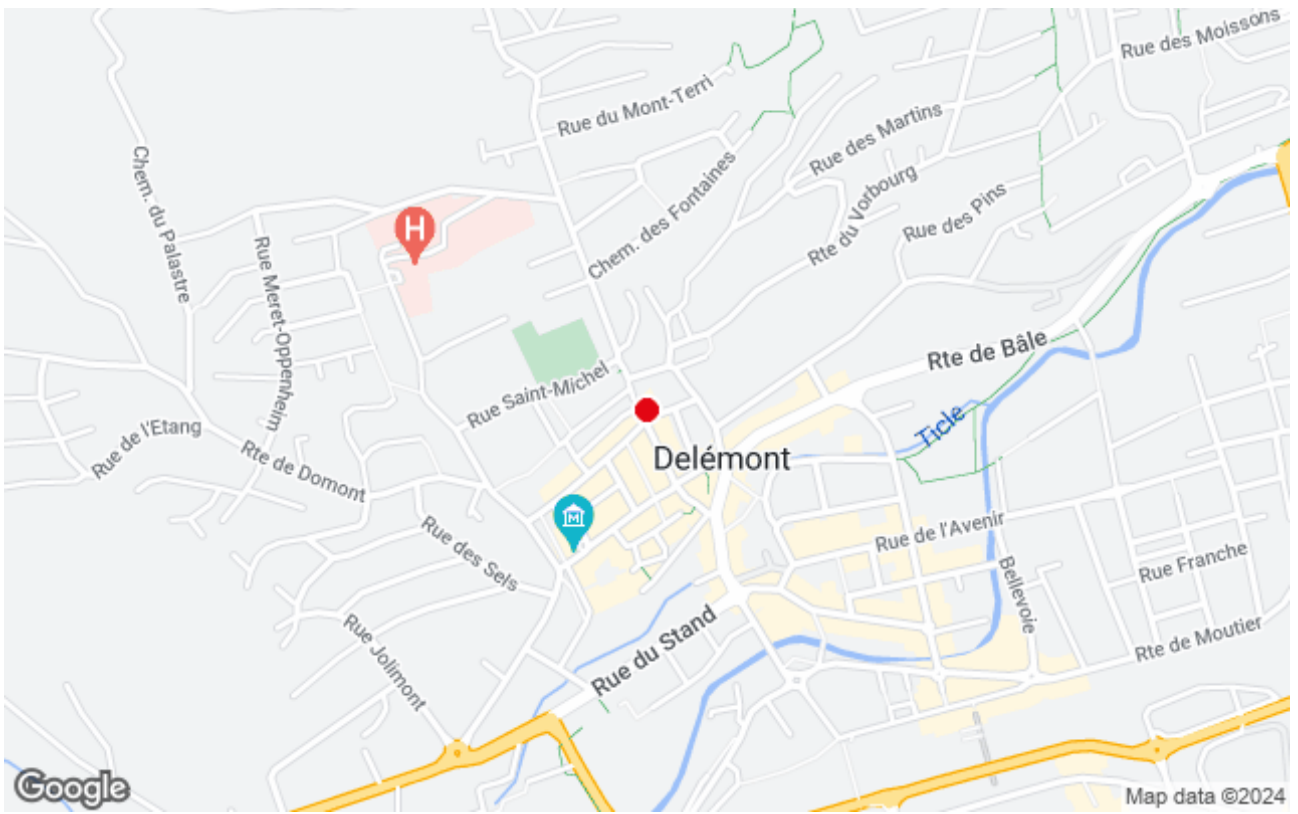 Rue des Moissons
Rue du Mont-Terri
Rue des Martins
Chem. du Palastre
Chem. des Fontaines
Rte du Vorbourg
Rue des Pins
H
Rue Meret-Oppenheim
Rte de Bâle
Rue Saint-Michel
Ticle
Rue de l'Etang
Rte de Domont
Delémont
M
Rue de l'Avenir
Rue des Sels
Rue Franche
Bellevoie
Rue Jolimont
Rue du Stand
Rte de Moutier
Google
Map data ©2024